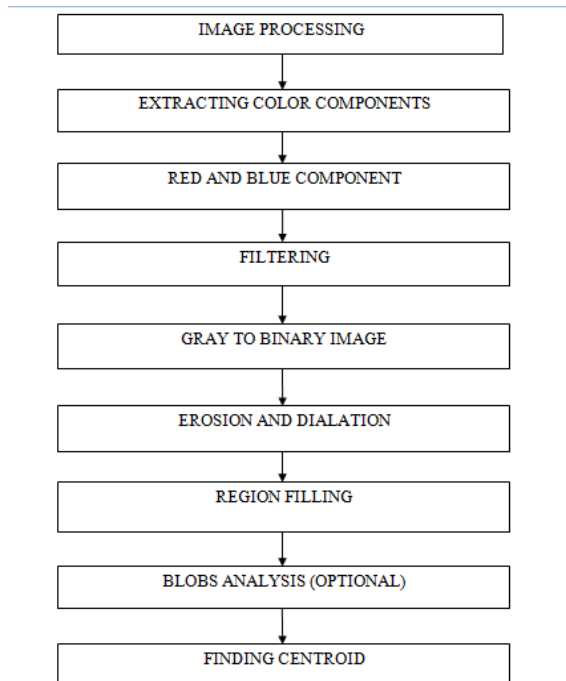 IMAGE PROCESSING
EXTRACTING COLOR COMPONENTS
RED AND BLUE COMPONENT
FILTERING
GRAY TO BINARY IMAGE
EROSION AND DIALATION
REGION FILLING
BLOBS ANALYSIS (OPTIONAL)
FINDING CENTROID